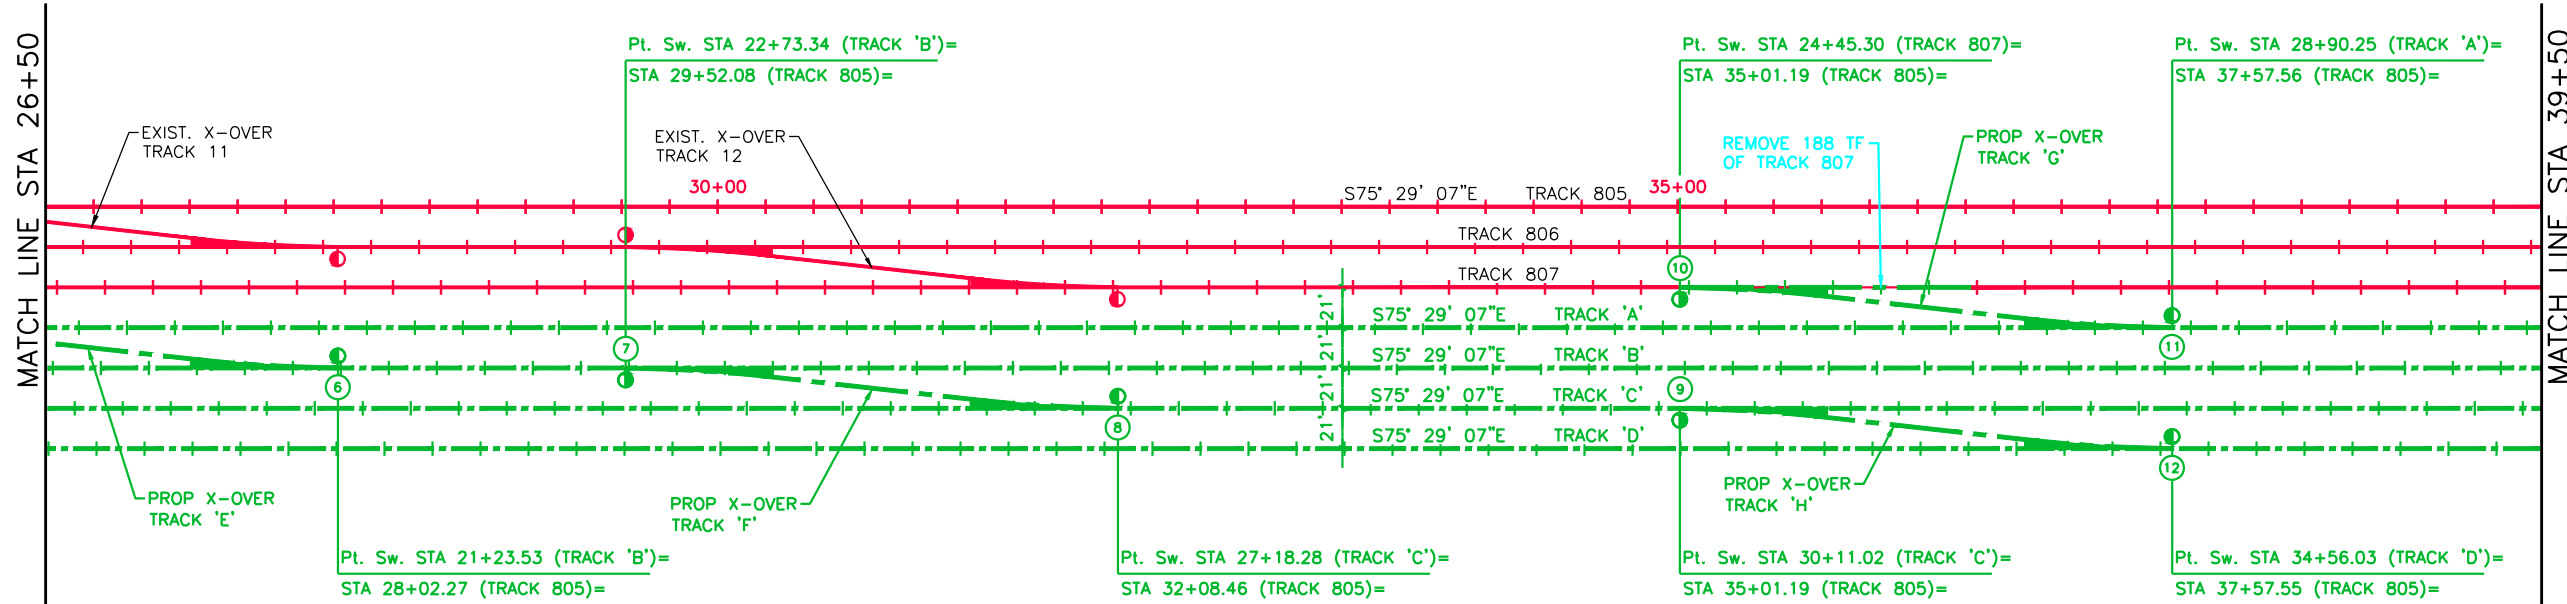 MATCH LINE STA 26+50
Pt. Sw. STA 22+73.34 (TRACK 'B')=
STA 29+52.08 (TRACK 805)=
Pt. Sw. STA 24+45.30 (TRACK 807)=
STA 35+01.19 (TRACK 805)=
Pt. Sw. STA 28+90.25 (TRACK 'A')=
STA 37+57.56 (TRACK 805)=
EXIST. X-OVER
TRACK 11
EXIST. X-OVER
TRACK 12
REMOVE 188 TF
OF TRACK 807
PROP X-OVER
TRACK 'G'
30+00
S75° 29' 07"E TRACK 805
35+00
TRACK 806
TRACK 807
10
21'
S75° 29' 07"E TRACK 'A'
7
21'
S75° 29' 07"E TRACK 'B'
11
6
21'
S75° 29' 07"E TRACK 'C'
9
8
21'
S75° 29' 07"E TRACK 'D'
12
PROP X-OVER
TRACK 'E'
PROP X-OVER
TRACK 'F'
PROP X-OVER
TRACK 'H'
Pt. Sw. STA 21+23.53 (TRACK 'B')=
STA 28+02.27 (TRACK 805)=
Pt. Sw. STA 27+18.28 (TRACK 'C')=
STA 32+08.46 (TRACK 805)=
Pt. Sw. STA 30+11.02 (TRACK 'C')=
STA 35+01.19 (TRACK 805)=
Pt. Sw. STA 34+56.03 (TRACK 'D')=
STA 37+57.55 (TRACK 805)=
MATCH LINE STA 39+50